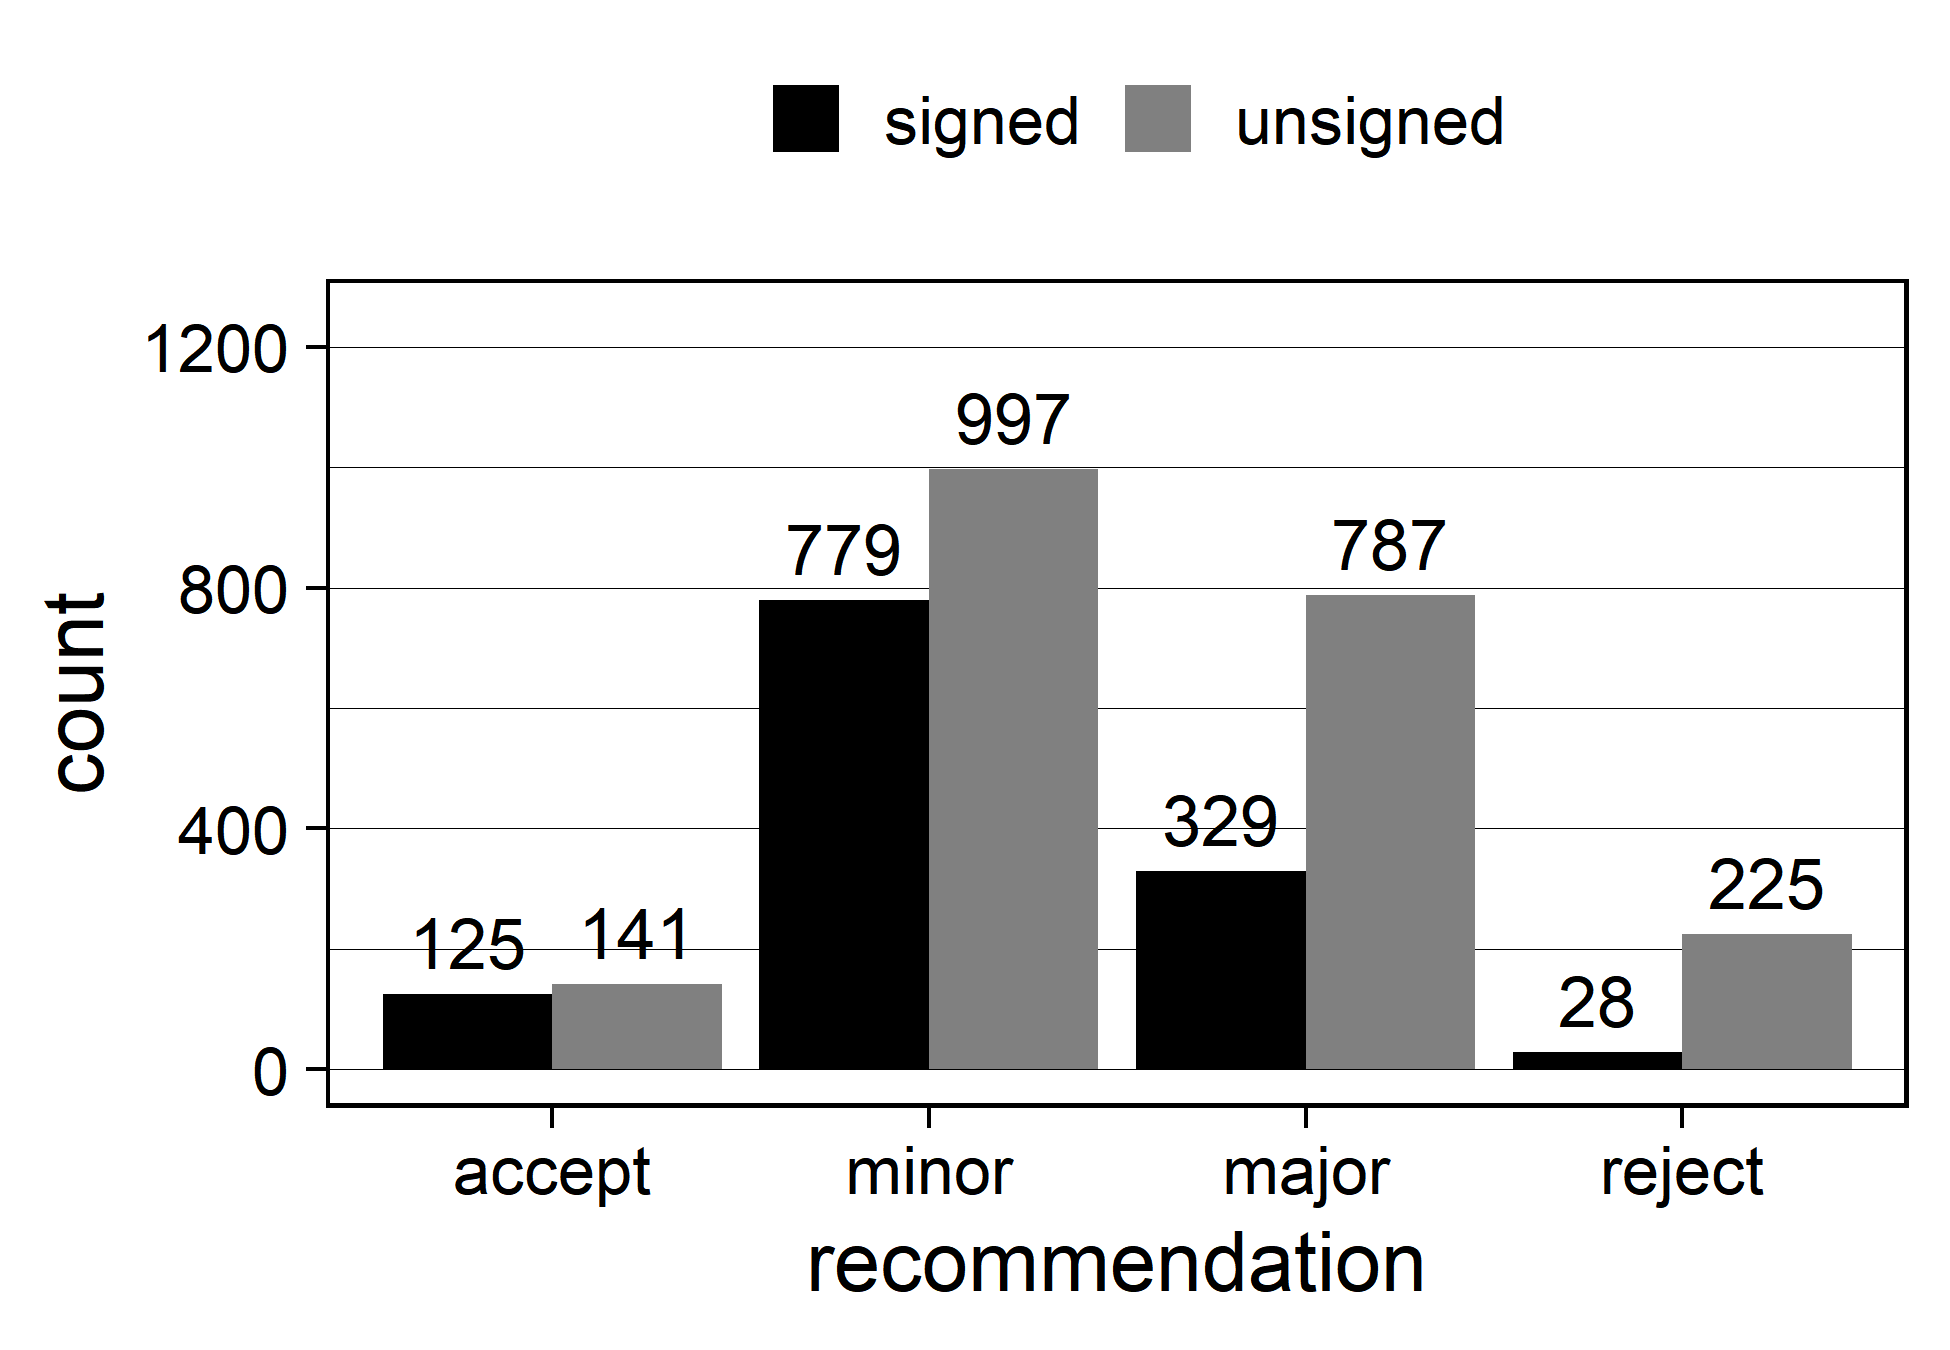 signed unsigned
1200
997
779
787
800
count
329
400
225
125 141
28
0
accept minor major reject
recommendation